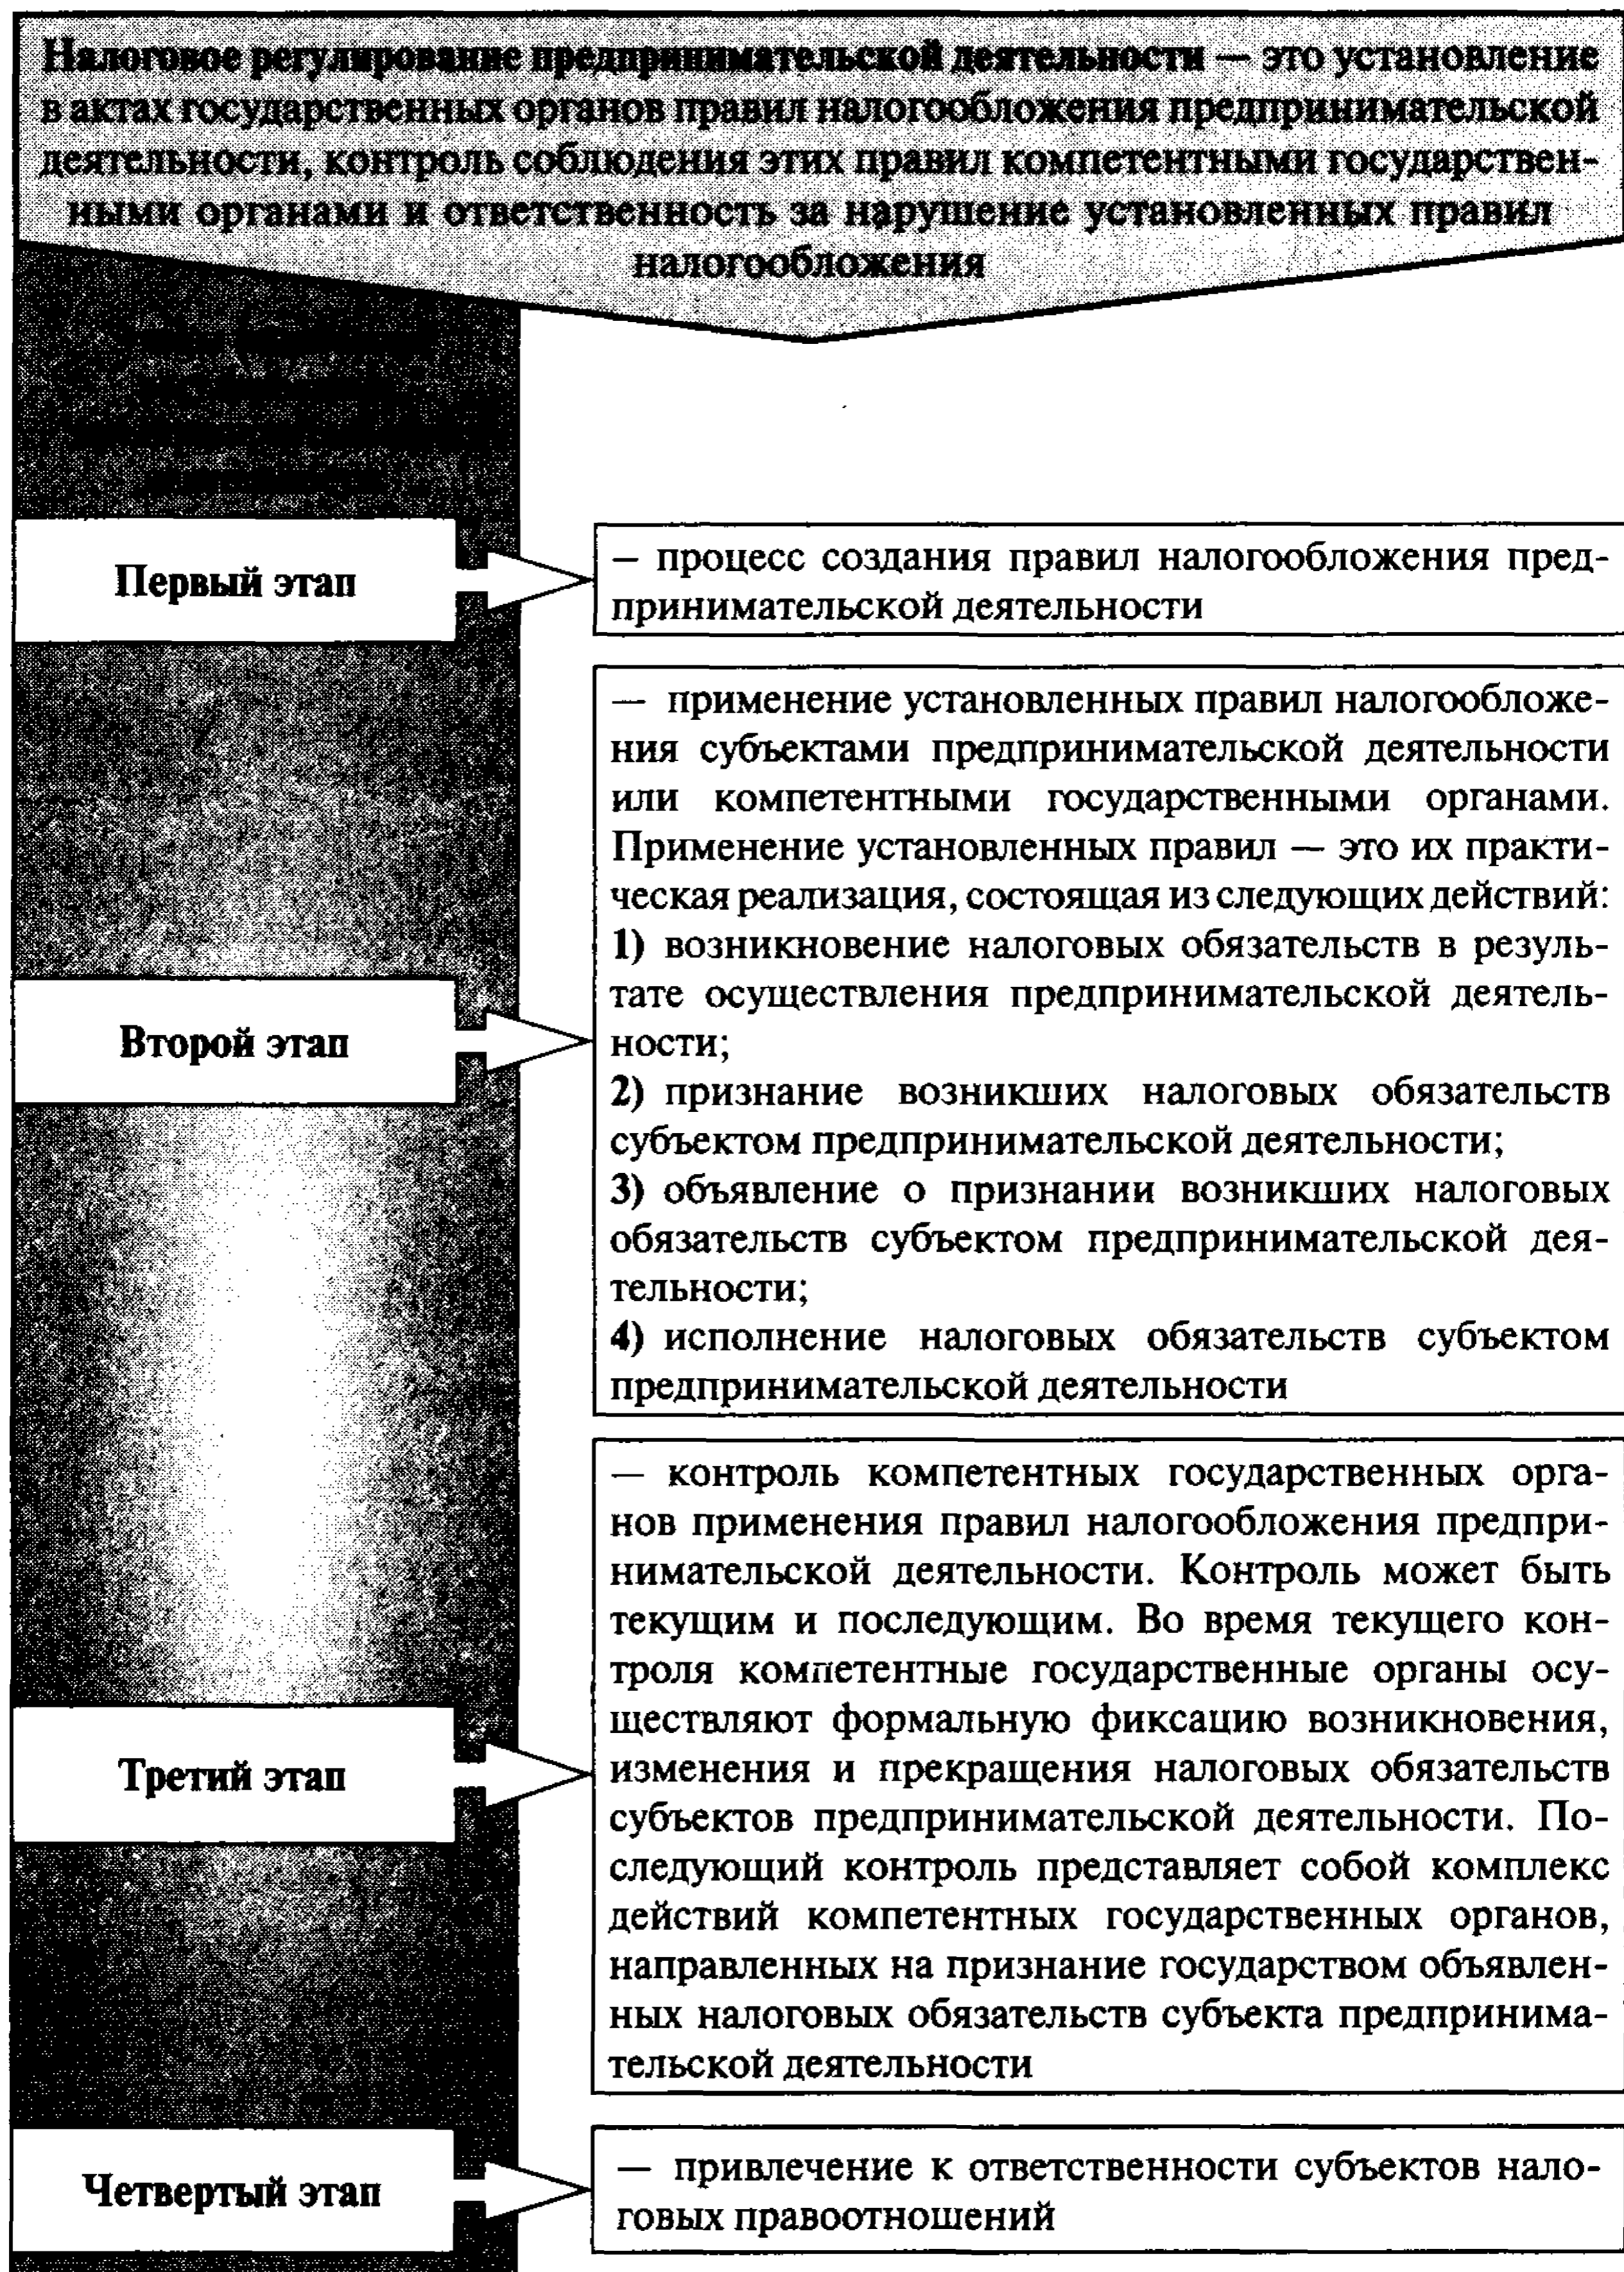 Налоговое регулирование предпринимательской деятельности — это установление
в актах государственных органов правил налогообложения предпринимательской
деятельности, контроль соблюдения этих правил компетентными государствен-
ными органами и ответственность за нарушение установленных правил
налогообложения
Первый этап
— процесс создания правил налогообложения пред-
принимательской деятельности
Второй этап
— применение установленных правил налогообложе-
ния субъектами предпринимательской деятельности
или компетентными государственными органами.
Применение установленных правил — это их практи-
ческая реализация, состоящая из следующих действий:
1) возникновение налоговых обязательств в резуль-
тате осуществления предпринимательской деятель-
ности;
2) признание возникших налоговых обязательств
субъектом предпринимательской деятельности;
3) объявление о признании возникших налоговых
обязательств субъектом предпринимательской дея-
тельности;
4) исполнение налоговых обязательств субъектом
предпринимательской деятельности
Третий этап
— контроль компетентных государственных орга-
нов применения правил налогообложения предпри-
нимательской деятельности. Контроль может быть
текущим и последующим. Во время текущего кон-
троля компетентные государственные органы осу-
ществляют формальную фиксацию возникновения,
изменения и прекращения налоговых обязательств
субъектов предпринимательской деятельности. По-
следующий контроль представляет собой комплекс
действий компетентных государственных органов,
направленных на признание государством объявлен-
ных налоговых обязательств субъекта предпринима-
тельской деятельности
Четвертый этап
— привлечение к ответственности субъектов нало-
говых правоотношений